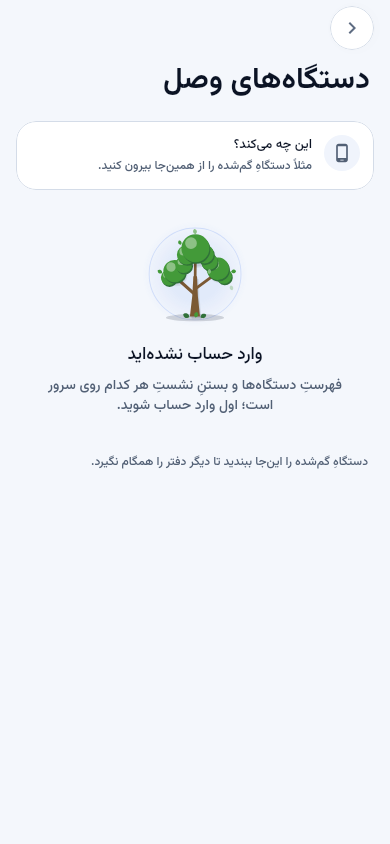 دستگاه‌های وصل
این چه می‌کند؟
مثلاً دستگاهِ گم‌شده را از همین‌جا بیرون کنید.
وارد حساب نشده‌اید
فهرستِ دستگاه‌ها و بستنِ نشستِ هر کدام روی سرور
است؛ اول وارد حساب شوید.
دستگاهِ گم‌شده را این‌جا ببندید تا دیگر دفتر را همگام نگیرد.